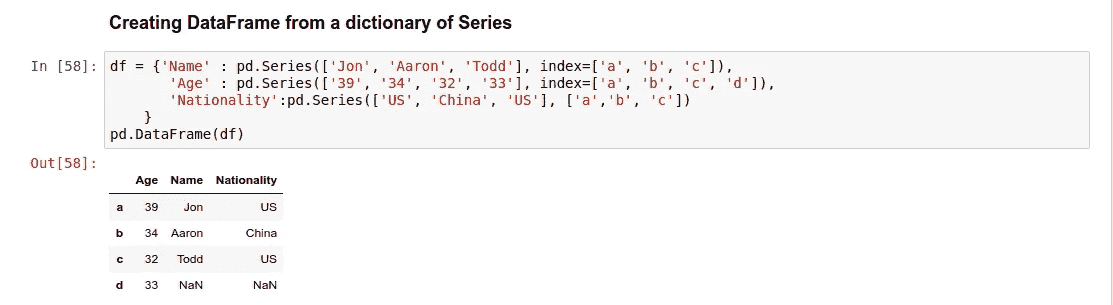 Creating DataFrame from a dictionary of Series
In [58]: df = {'Name' : pd.Series(['Jon', 'Aaron', 'Todd'], index=['a', 'b', 'c']),
'Age' : pd.Series(['39', '34', '32', '33'], index=['a', 'b', 'c', 'd']),
'Nationality':pd.Series(['US', 'China', 'US'], ['a','b', 'c'])
}
pd.DataFrame(df)
Out[58]:
Age Name Nationality
a 39 Jon US
b 34 Aaron China
c 32 Todd US
d 33 NaN NaN